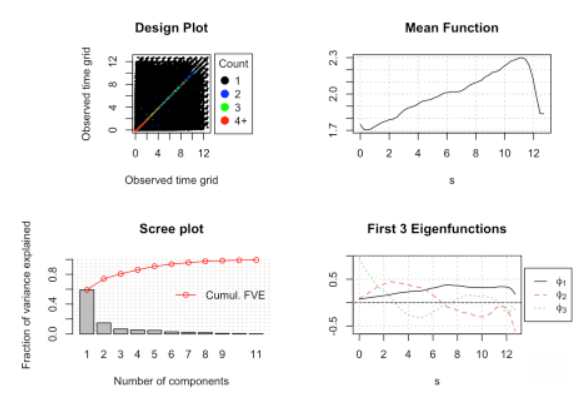 Design Plot
Observed time grid
0 4 8 12
0 2 4 6 8 12
Observed time grid
Count
1
2
3
4+
Mean Function
1.7 2.0 2.3
0 2 4 6 8 10 12
s
Scree plot
Fraction of variance explained
0.0 0.4 0.8
Cumul. FVE
1 2 3 4 5 6 7 8 9 11
Number of components
First 3 Eigenfunctions
-0.5 0.5
0 2 4 6 8 10 12
s
ϕ1
ϕ2
ϕ3